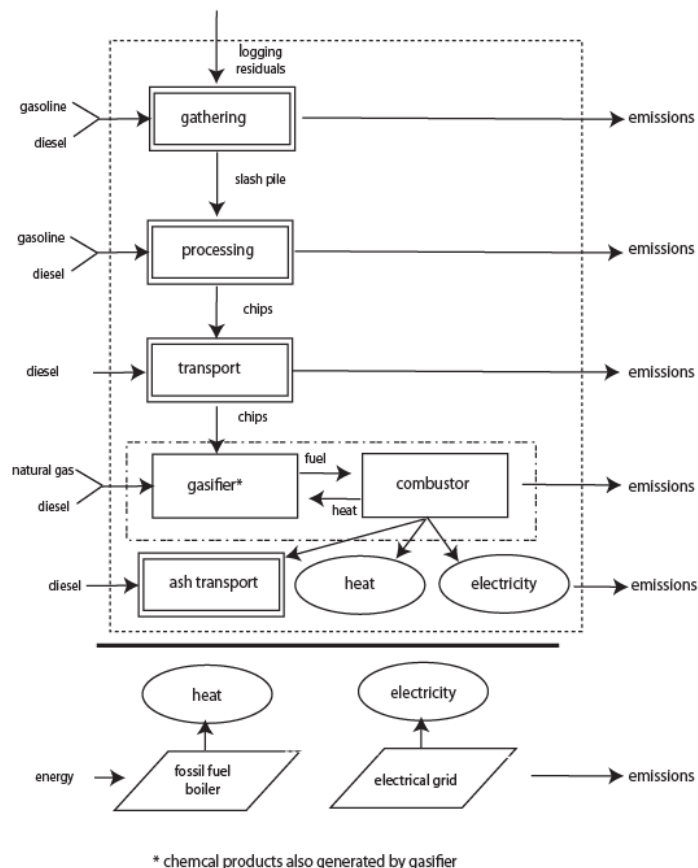 logging
residuals
gasoline
diesel
gathering
emissions
slash pile
gasoline
diesel
processing
emissions
chips
diesel
transport
emissions
chips
natural gas
diesel
gasifier*
fuel
heat
combustor
emissions
diesel
ash transport
heat
electricity
emissions
heat
electricity
energy
fossil fuel
boiler
electrical grid
emissions
* chemcal products also generated by gasifier